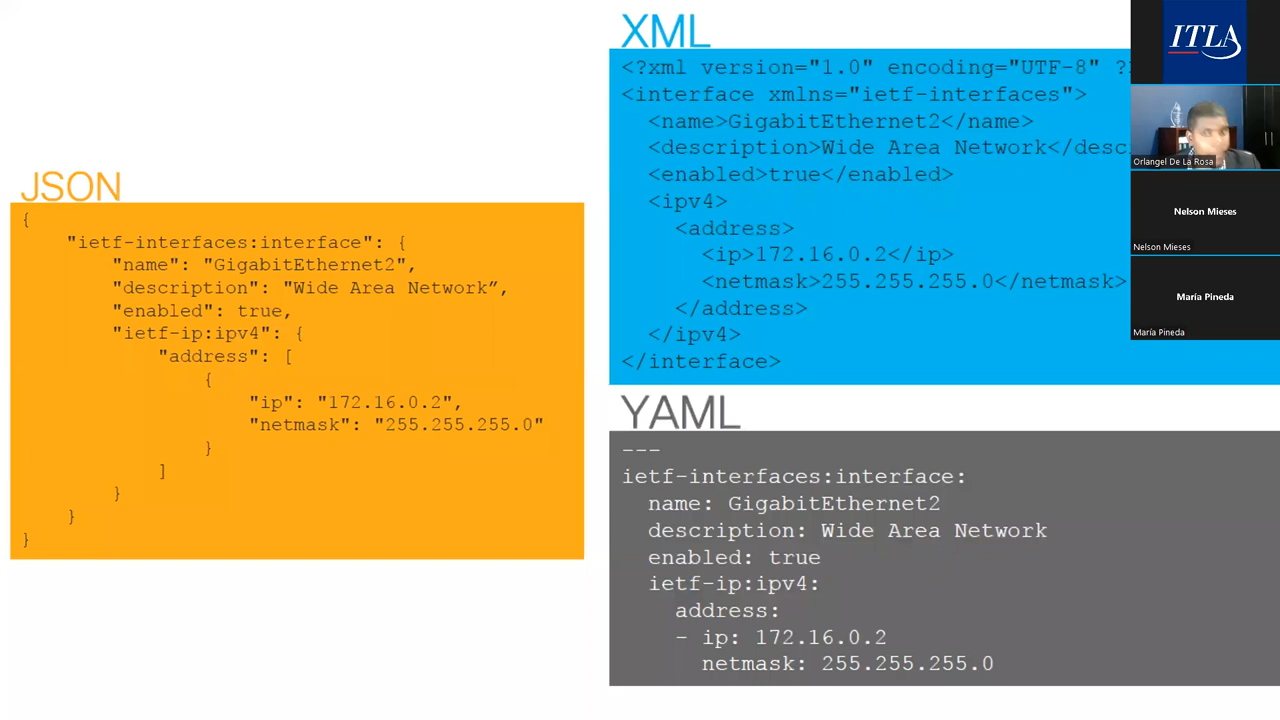 JSON
{
"ietf-interfaces:interface": {
"name": "GigabitEthernet2",
"description": "Wide Area Network”,
"enabled": true,
"ietf-ip:ipv4": {
"address": [
{
"ip": "172.16.0.2",
"netmask": "255.255.255.0"
}
]
}
}
}
XML
<?xml version="1.0" encoding="UTF-8" ?
<interface xmlns="ietf-interfaces">
<name>GigabitEthernet2</name>
<description>Wide Area Network</desc
<enabled>true</enabled>
<ipv4>
<address>
<ip>172.16.0.2</ip>
<netmask>255.255.255.0</netmask>
</address>
</ipv4>
</interface>
YAML
---
ietf-interfaces:interface:
name: GigabitEthernet2
description: Wide Area Network
enabled: true
ietf-ip:ipv4:
address:
- ip: 172.16.0.2
netmask: 255.255.255.0
ITLA
Orlangel De La Rosa
Nelson Mieses
Nelson Mieses
María Pineda
María Pineda